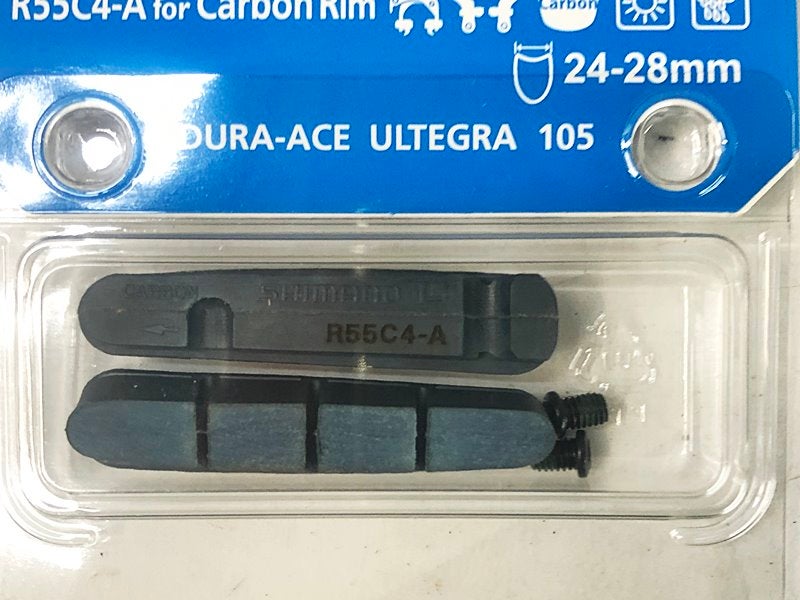 R55C4-A for Carbon Rim
Carbon
24-28mm
DURA-ACE ULTEGRA 105
CARBON SHIMANO
R55C4-A